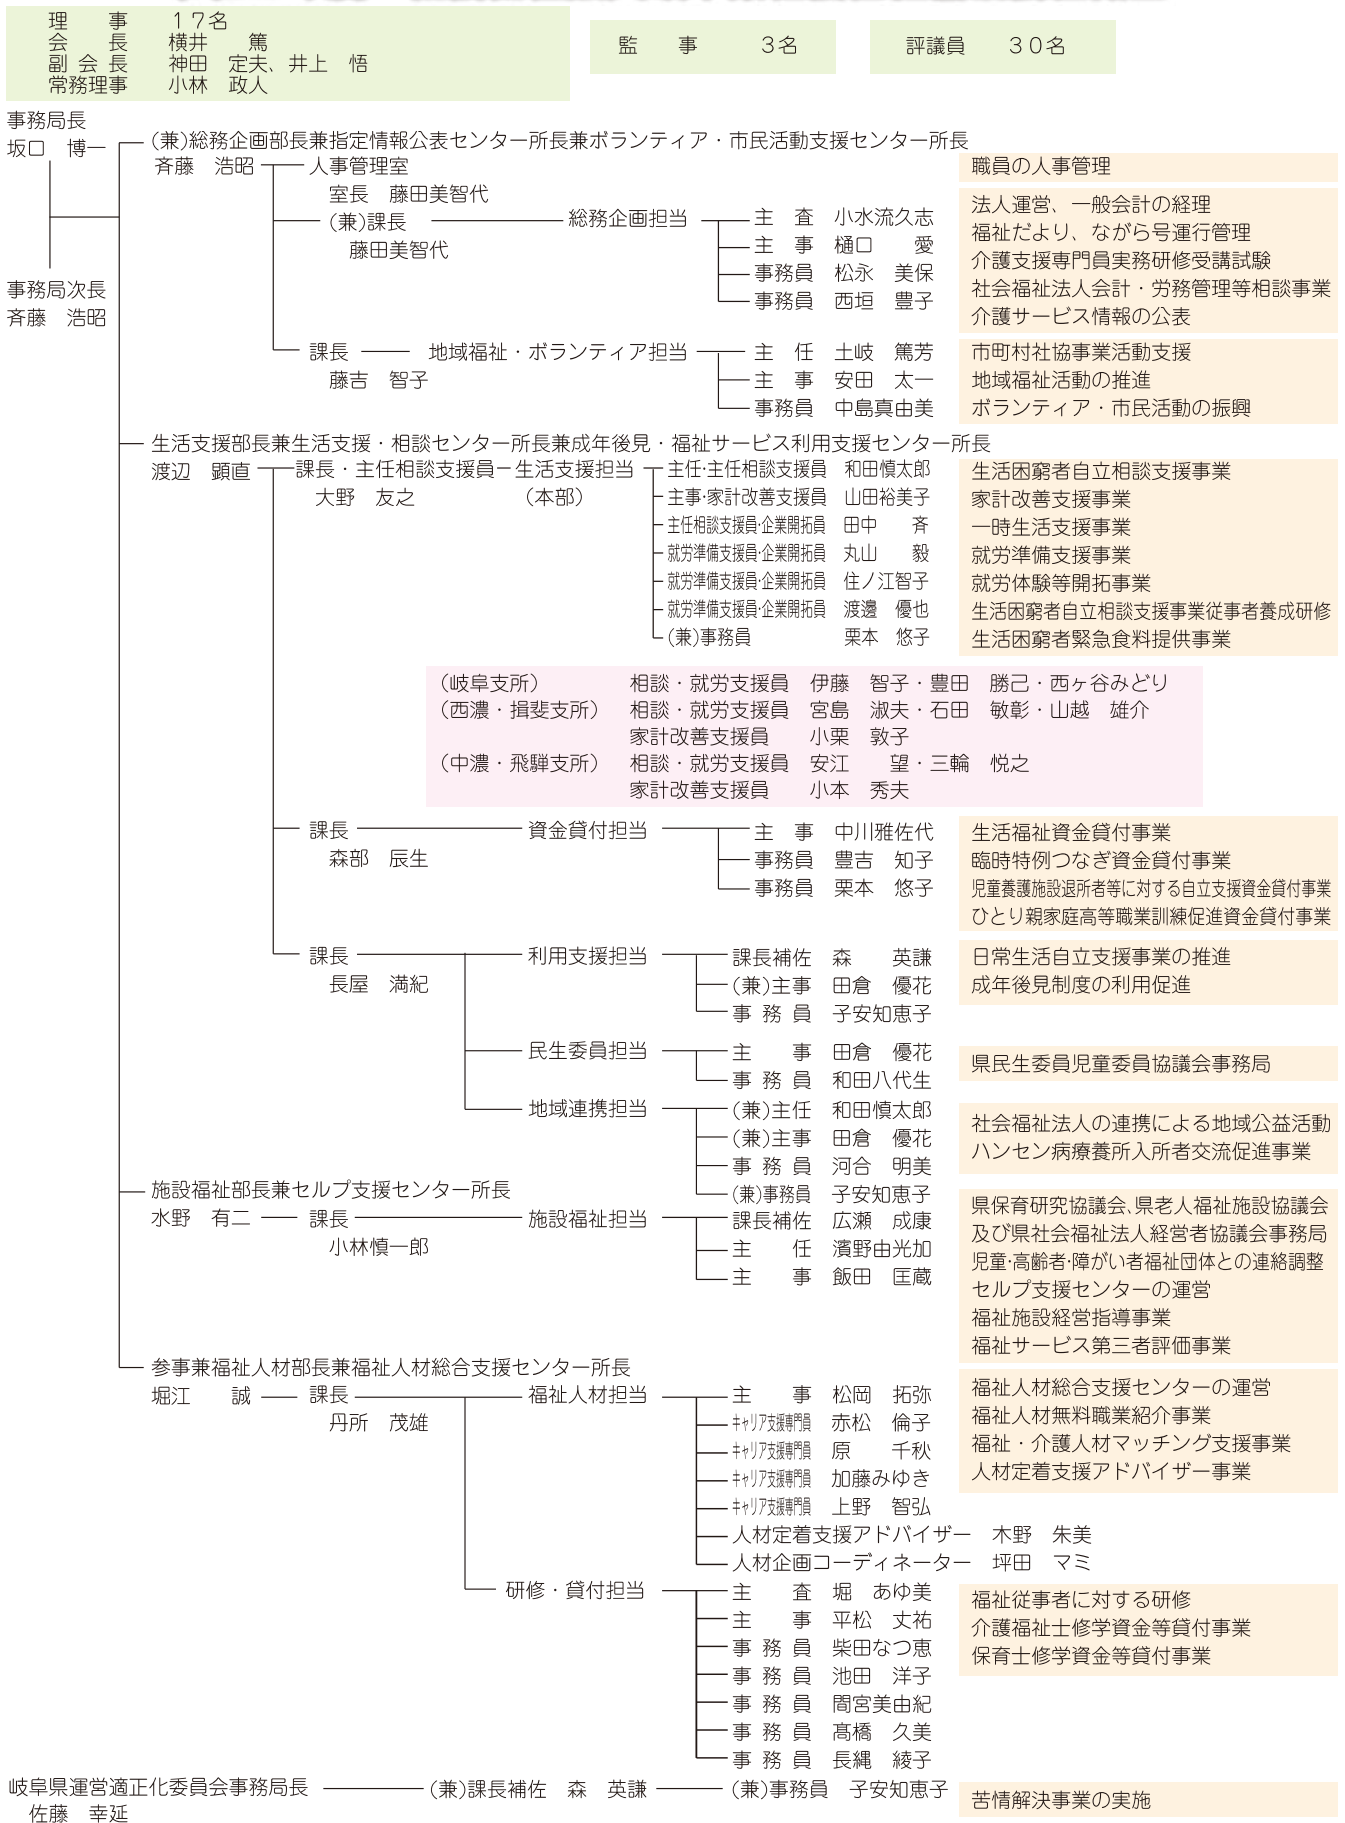 理　　事　　１７名
会　　長　　横井　　篤
副 会 長　　神田　定夫、井上　悟
常務理事　　小林　政人
監　　事　　　３名
評議員　　３０名
事務局長
坂口　博一
事務局次長
斉藤　浩昭
(兼)総務企画部長兼指定情報公表センター所長兼ボランティア・市民活動支援センター所長
斉藤　浩昭　人事管理室　職員の人事管理
室長　藤田美智代
(兼)課長　総務企画担当　主　査　小水流久志　法人運営、一般会計の経理
藤田美智代　主　事　樋口　　愛　福祉だより、ながら号運行管理
事務員　松永　美保　介護支援専門員実務研修受講試験
事務員　西垣　豊子　社会福祉法人会計・労務管理等相談事業
介護サービス情報の公表
課長　地域福祉・ボランティア担当　主　任　土岐　篤芳　市町村社協事業活動支援
藤吉　智子　主　事　安田　太一　地域福祉活動の推進
事務員　中島真由美　ボランティア・市民活動の振興
生活支援部長兼生活支援・相談センター所長兼成年後見・福祉サービス利用支援センター所長
渡辺　顕直　課長・主任相談支援員　生活支援担当　主任・主任相談支援員　和田慎太郎　生活困窮者自立相談支援事業
大野　友之　（本部）　主事・家計改善支援員　山田裕美子　家計改善支援事業
主任相談支援員・企業開拓員　田中　　斉　一時生活支援事業
就労準備支援員・企業開拓員　丸山　　毅　就労準備支援事業
就労準備支援員・企業開拓員　住ノ江智子　就労体験等開拓事業
就労準備支援員・企業開拓員　渡邊　優也　生活困窮者自立相談支援事業従事者養成研修
(兼)事務員　栗本　悠子　生活困窮者緊急食料提供事業
（岐阜支所）　相談・就労支援員　伊藤　智子・豊田　勝己・西ヶ谷みどり
（西濃・揖斐支所）　相談・就労支援員　宮島　淑夫・石田　敏彰・山越　雄介
家計改善支援員　小栗　敦子
（中濃・飛騨支所）　相談・就労支援員　安江　　望・三輪　悦之
家計改善支援員　小本　秀夫
課長　資金貸付担当　主　事　中川雅佐代　生活福祉資金貸付事業
森部　辰生　事務員　豊吉　知子　臨時特例つなぎ資金貸付事業
事務員　栗本　悠子　児童養護施設退所者等に対する自立支援資金貸付事業
ひとり親家庭高等職業訓練促進資金貸付事業
課長　利用支援担当　課長補佐　森　　英謙　日常生活自立支援事業の推進
長屋　満紀　(兼)主事　田倉　優花　成年後見制度の利用促進
事 務 員　子安知恵子
民生委員担当　主　　事　田倉　優花　県民生委員児童委員協議会事務局
事 務 員　和田八代生
地域連携担当　(兼)主任　和田慎太郎　社会福祉法人の連携による地域公益活動
(兼)主事　田倉　優花　ハンセン病療養所入所者交流促進事業
事 務 員　河合　明美
(兼)事務員　子安知恵子
施設福祉部長兼セルプ支援センター所長
水野　有二　課長　施設福祉担当　課長補佐　広瀬　成康　県保育研究協議会、県老人福祉施設協議会
小林慎一郎　主　　任　濱野由光加　及び県社会福祉法人経営者協議会事務局
主　　事　飯田　匡蔵　児童・高齢者・障がい者福祉団体との連絡調整
セルプ支援センターの運営
福祉施設経営指導事業
福祉サービス第三者評価事業
参事兼福祉人材部長兼福祉人材総合支援センター所長
堀江　　誠　課長　福祉人材担当　主　　事　松岡　拓弥　福祉人材総合支援センターの運営
丹所　茂雄　キャリア支援専門員　赤松　倫子　福祉人材無料職業紹介事業
キャリア支援専門員　原　　千秋　福祉・介護人材マッチング支援事業
キャリア支援専門員　加藤みゆき　人材定着支援アドバイザー事業
キャリア支援専門員　上野　智弘
人材定着支援アドバイザー　木野　朱美
人材企画コーディネーター　坪田　マミ
研修・貸付担当　主　　査　堀　あゆ美　福祉従事者に対する研修
主　　事　平松　丈祐　介護福祉士修学資金等貸付事業
事 務 員　柴田なつ恵　保育士修学資金等貸付事業
事 務 員　池田　洋子
事 務 員　間宮美由紀
事 務 員　髙橋　久美
事 務 員　長縄　綾子
岐阜県運営適正化委員会事務局長　(兼)課長補佐　森　英謙　(兼)事務員　子安知恵子　苦情解決事業の実施
佐藤　幸延